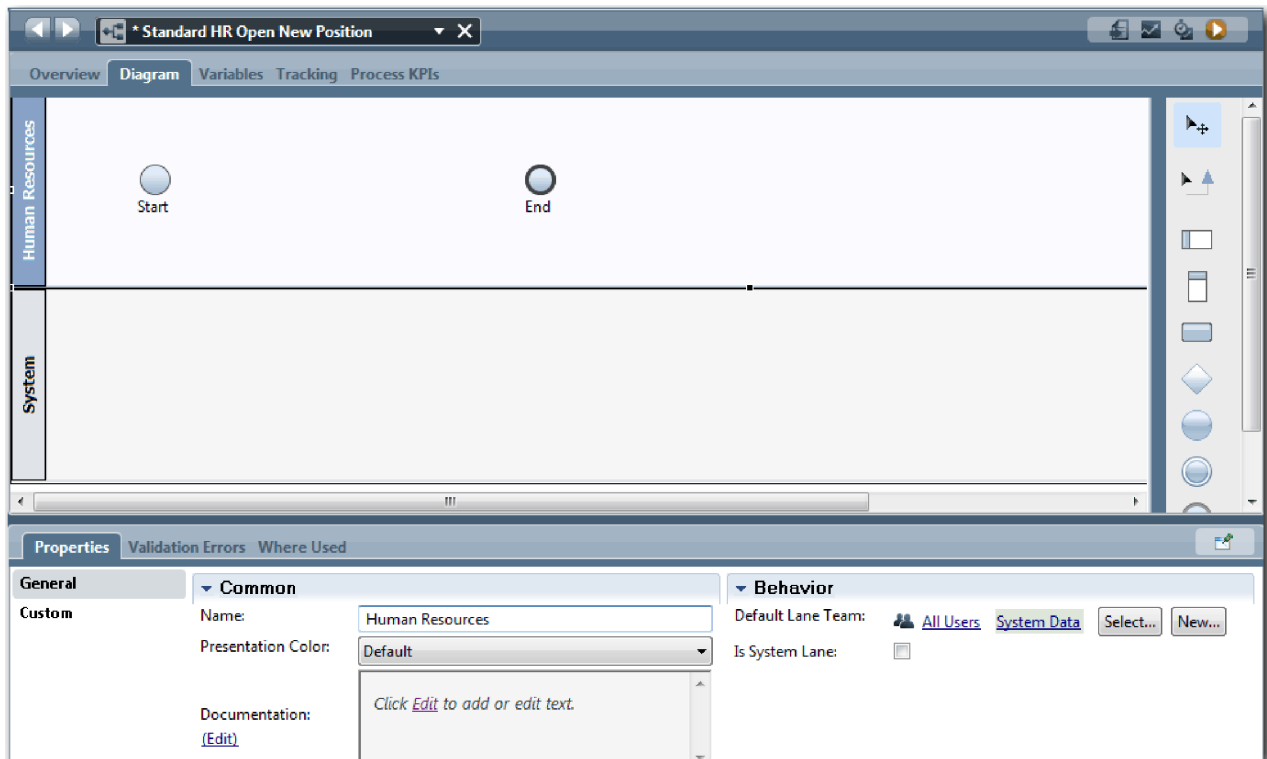 * Standard HR Open New Position
Overview Diagram Variables Tracking Process KPIs
Human Resources
Start
End
System
Properties Validation Errors Where Used
General
Custom
Common
Name: Human Resources
Presentation Color: Default
Documentation:
(Edit)
Click Edit to add or edit text.
Behavior
Default Lane Team: All Users System Data Select... New...
Is System Lane: